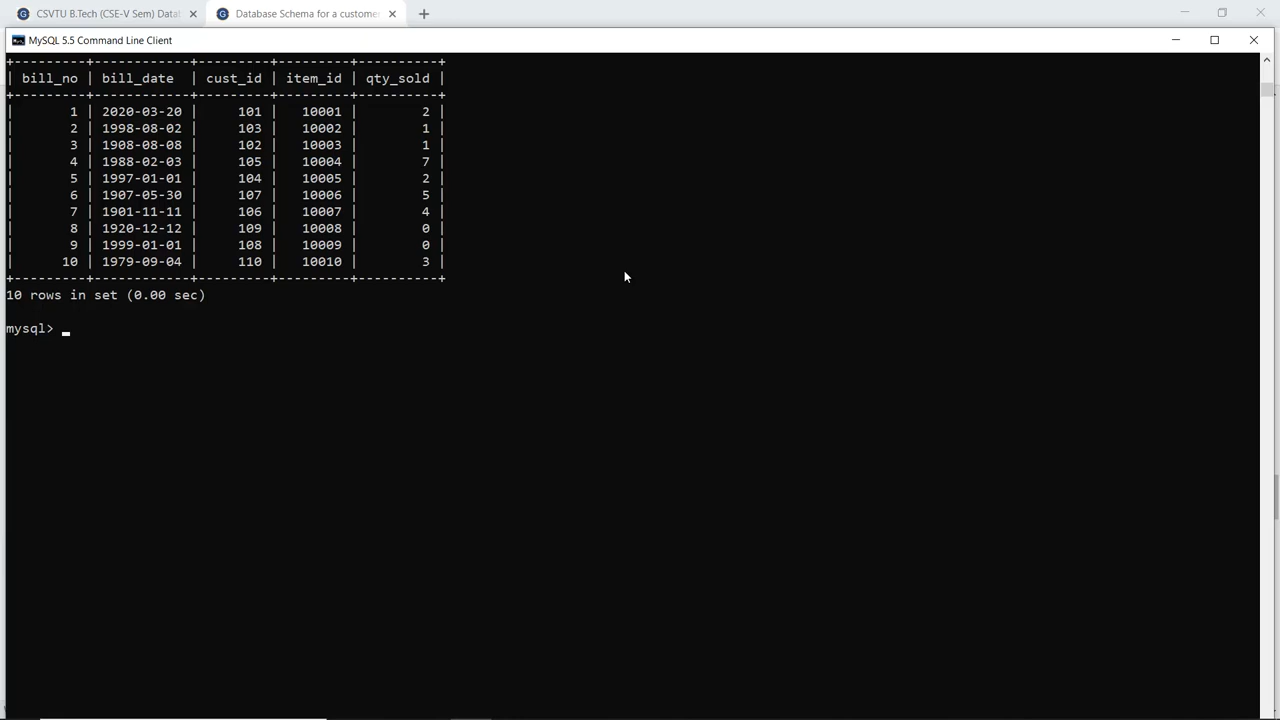 CSVTU B.Tech (CSE-V Sem) Datal
Database Schema for a custome
MySQL 5.5 Command Line Client
+---------+------------+---------+---------+----------+
| bill_no | bill_date  | cust_id | item_id | qty_sold |
+---------+------------+---------+---------+----------+
|       1 | 2020-03-20 |     101 |   10001 |        2 |
|       2 | 1998-08-02 |     103 |   10002 |        1 |
|       3 | 1908-08-08 |     102 |   10003 |        1 |
|       4 | 1988-02-03 |     105 |   10004 |        7 |
|       5 | 1997-01-01 |     104 |   10005 |        2 |
|       6 | 1907-05-30 |     107 |   10006 |        5 |
|       7 | 1901-11-11 |     106 |   10007 |        4 |
|       8 | 1920-12-12 |     109 |   10008 |        0 |
|       9 | 1999-01-01 |     108 |   10009 |        0 |
|      10 | 1979-09-04 |     110 |   10010 |        3 |
+---------+------------+---------+---------+----------+
10 rows in set (0.00 sec)
mysql> _